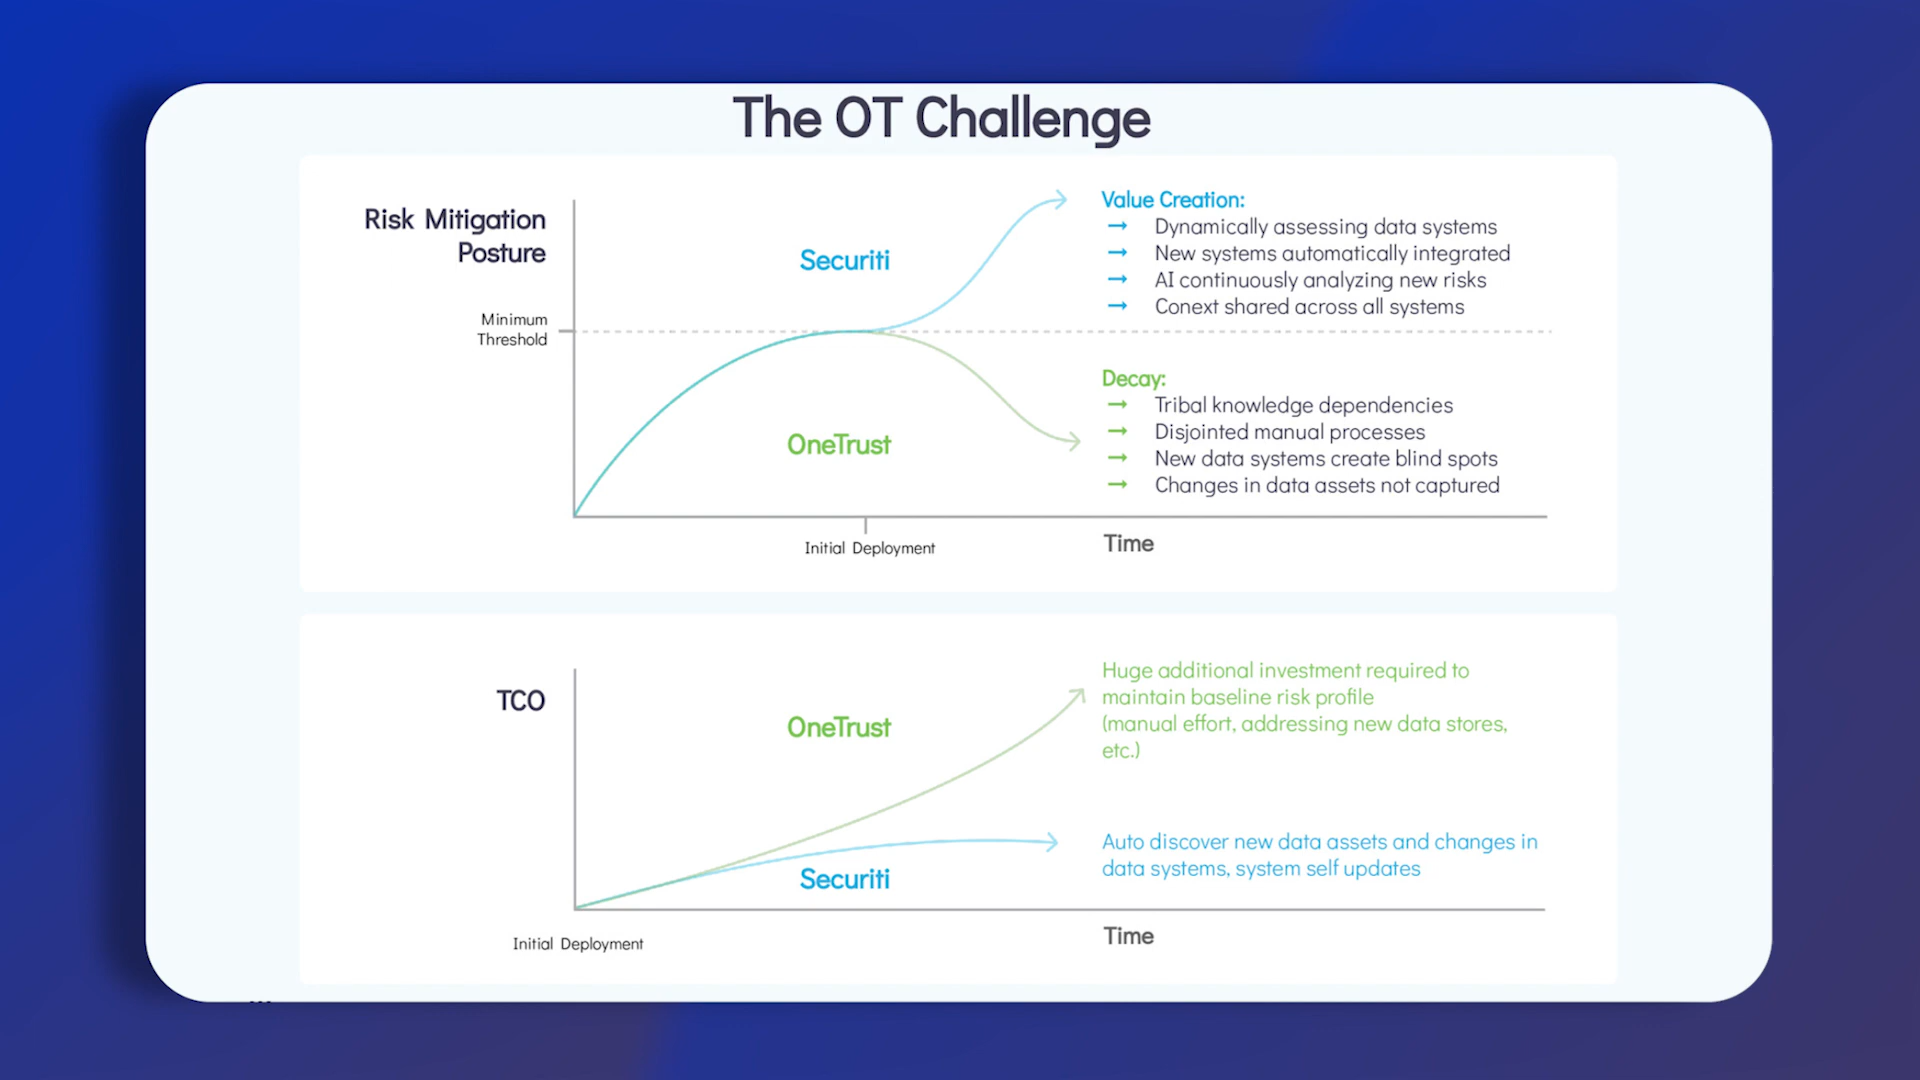 The OT Challenge
Risk Mitigation
Posture
Securiti
Value Creation:
→ Dynamically assessing data systems
→ New systems automatically integrated
→ AI continuously analyzing new risks
→ Conext shared across all systems
Minimum
Threshold
OneTrust
Decay:
→ Tribal knowledge dependencies
→ Disjointed manual processes
→ New data systems create blind spots
→ Changes in data assets not captured
Initial Deployment
Time
TCO
OneTrust
Huge additional investment required to
maintain baseline risk profile
(manual effort, addressing new data stores,
etc.)
Securiti
Auto discover new data assets and changes in
data systems, system self updates
Initial Deployment
Time